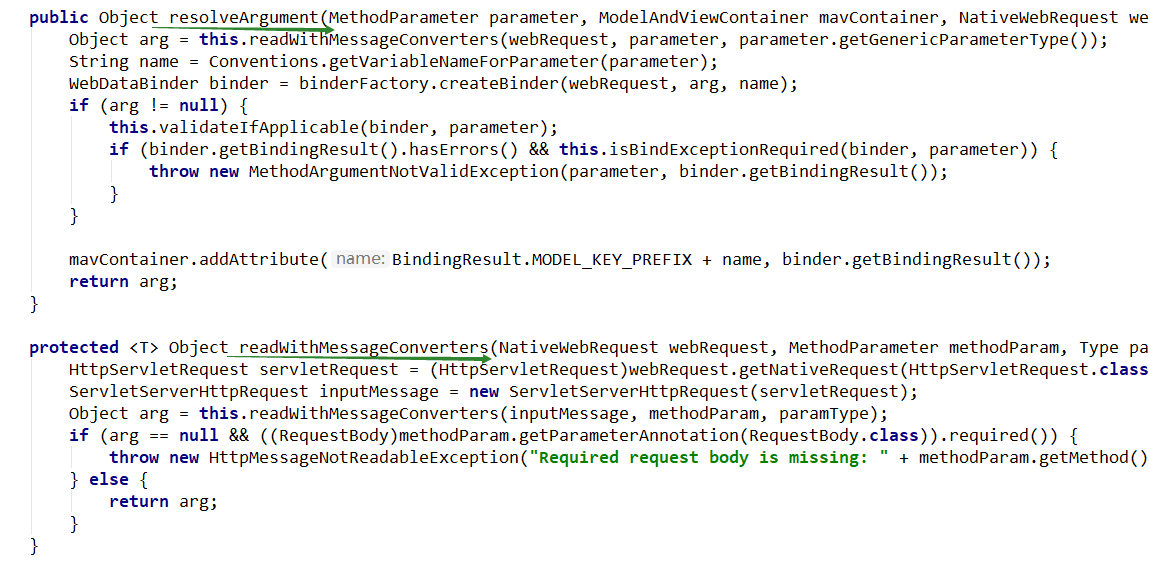 public Object resolveArgument(MethodParameter parameter, ModelAndViewContainer mavContainer, NativeWebRequest we
Object arg = this.readWithMessageConverters(webRequest, parameter, parameter.getGenericParameterType());
String name = Conventions.getVariableNameForParameter(parameter);
WebDataBinder binder = binderFactory.createBinder(webRequest, arg, name);
if (arg != null) {
this.validateIfApplicable(binder, parameter);
if (binder.getBindingResult().hasErrors() && this.isBindExceptionRequired(binder, parameter)) {
throw new MethodArgumentNotValidException(parameter, binder.getBindingResult());
}
}
mavContainer.addAttribute( name: BindingResult.MODEL_KEY_PREFIX + name, binder.getBindingResult());
return arg;
}
protected <T> Object readWithMessageConverters(NativeWebRequest webRequest, MethodParameter methodParam, Type pa
HttpServletRequest servletRequest = (HttpServletRequest)webRequest.getNativeRequest(HttpServletRequest.class
ServletServerHttpRequest inputMessage = new ServletServerHttpRequest(servletRequest);
Object arg = this.readWithMessageConverters(inputMessage, methodParam, paramType);
if (arg == null && ((RequestBody)methodParam.getParameterAnnotation(RequestBody.class)).required()) {
throw new HttpMessageNotReadableException("Required request body is missing: " + methodParam.getMethod()
} else {
return arg;
}
}